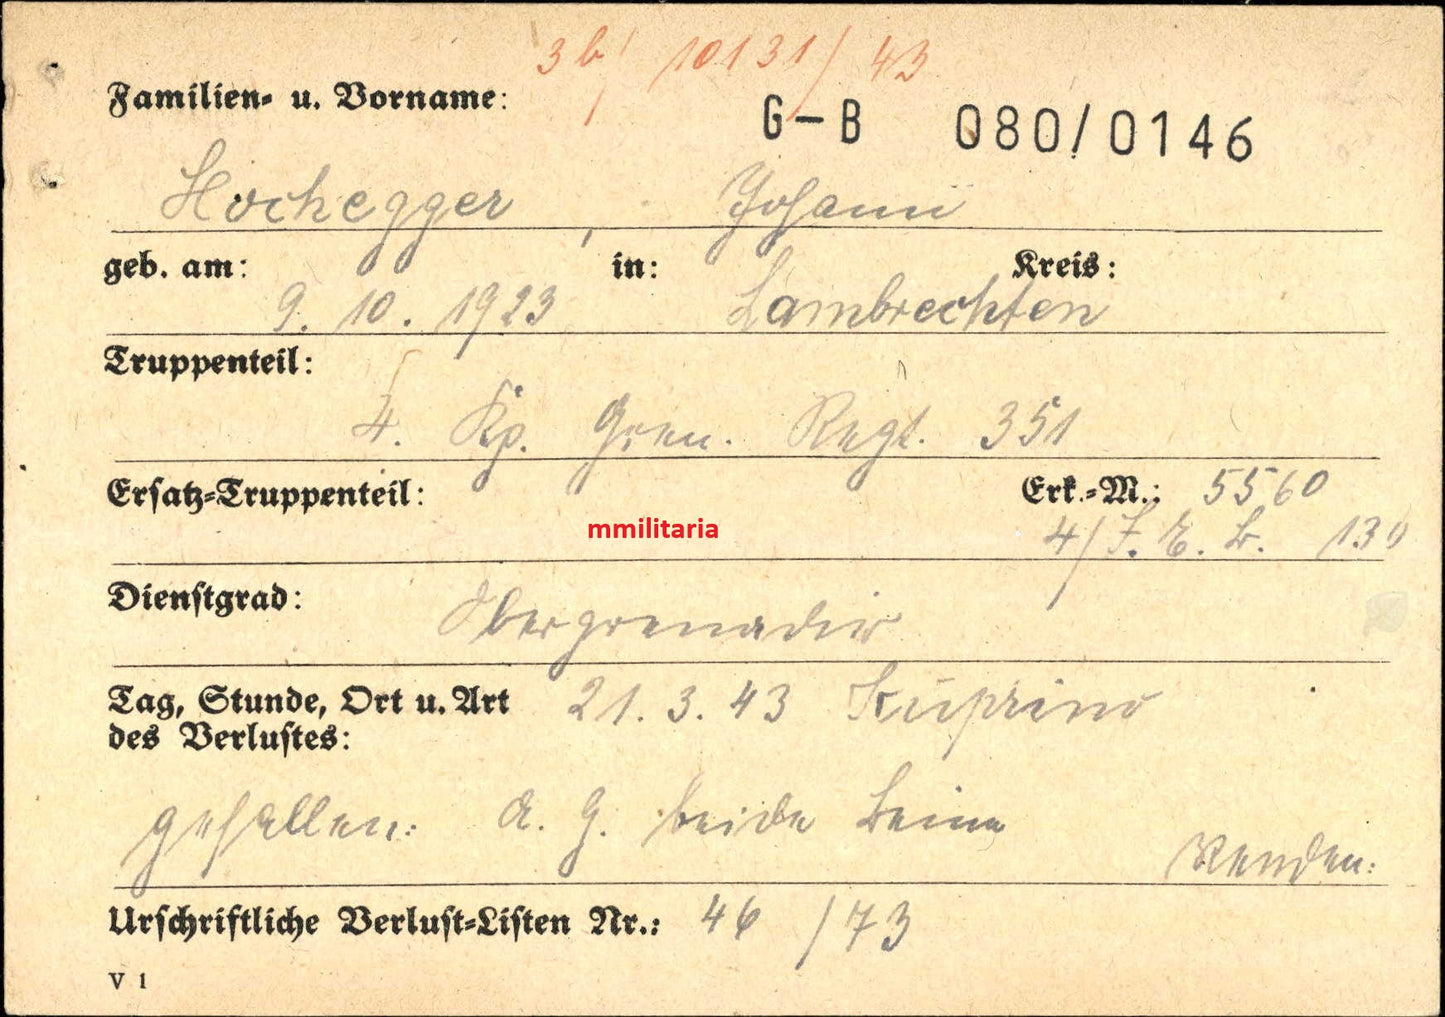 3b/ 10131/43
Familien- u. Vorname:
G-B 080/0146
Hochegger, Johann
geb. am: in: Kreis:
9. 10. 1923 Lambrechten
Truppenteil:
4. Kp. Gren. Regt. 351
Ersatz-Truppenteil: Erk.-M.: 5560
mmilitaria
4/I.E.B. 130
Dienstgrad:
Obergrenadier
Tag, Stunde, Ort u. Art 21. 3. 43 Kuprino
des Verlustes:
gefallen: A. G. beide Beine
Wenden.
Urschriftliche Verlust-Listen Nr.: 46 /73
V 1